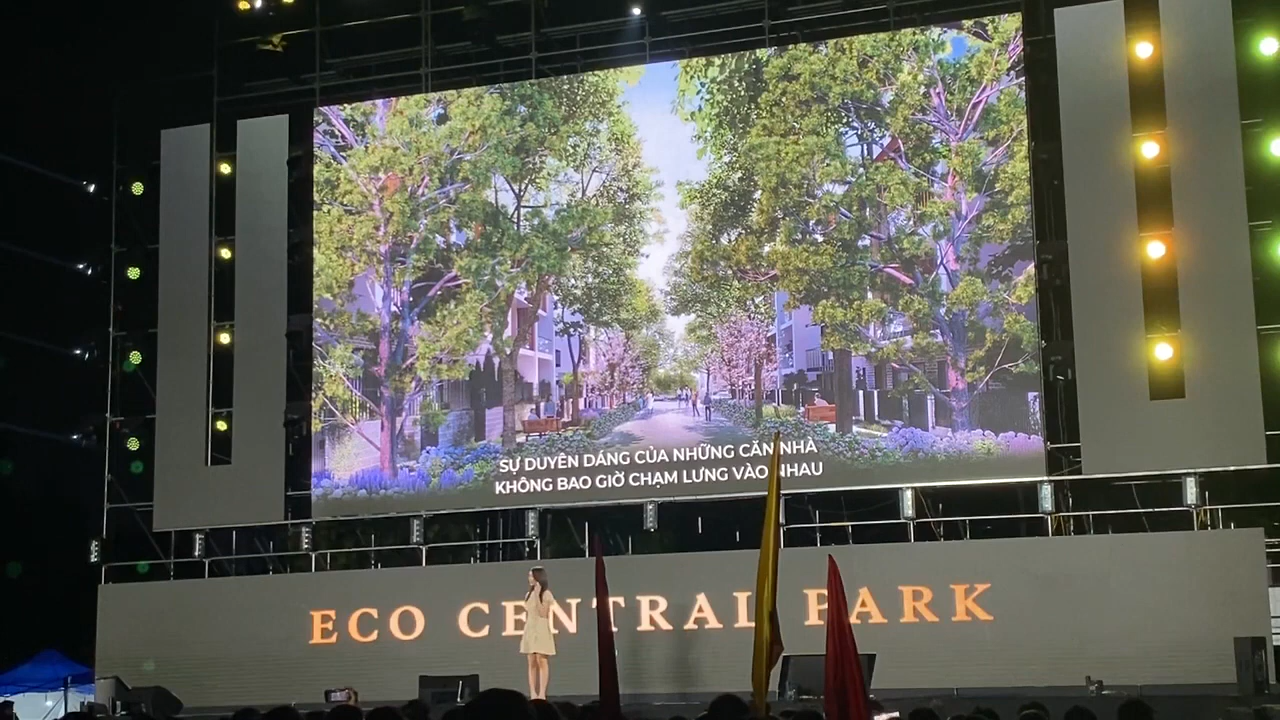 SỰ DUYÊN DÁNG CỦA NHỮNG CĂN NHÀ
KHÔNG BAO GIỜ CHẠM LƯNG VÀO NHAU
ECO CENTRAL PARK